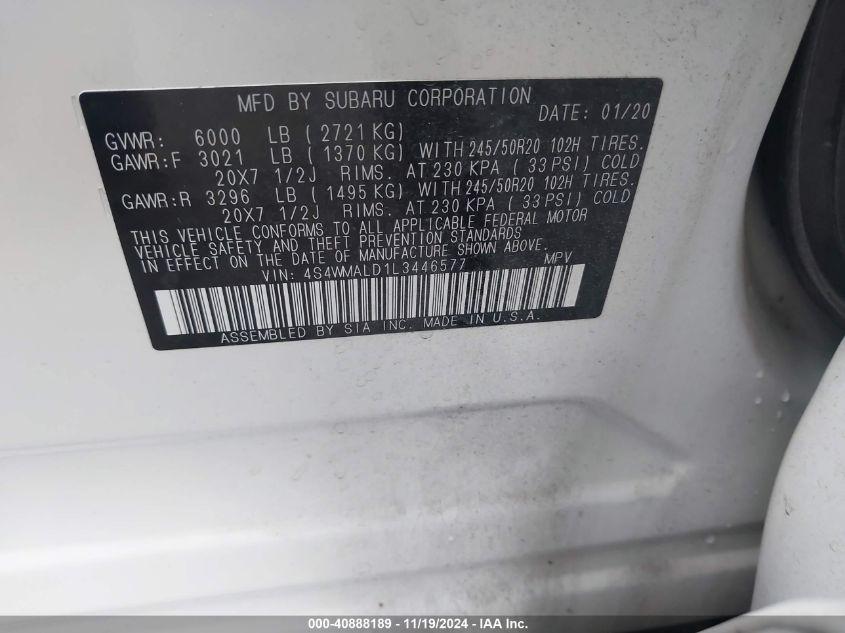 MFD BY SUBARU CORPORATION
DATE: 01/20
GVWR: 6000 LB ( 2721 KG)
GAWR:F 3021 LB ( 1370 KG) WITH 245/50R20 102H TIRES.
20X7 1/2J RIMS. AT 230 KPA ( 33 PSI) COLD
GAWR:R 3296 LB ( 1495 KG) WITH 245/50R20 102H TIRES.
20X7 1/2J RIMS. AT 230 KPA ( 33 PSI) COLD
THIS VEHICLE CONFORMS TO ALL APPLICABLE FEDERAL MOTOR
VEHICLE SAFETY AND THEFT PREVENTION STANDARDS
IN EFFECT ON THE DATE OF MANUFACTURE SHOWN ABOVE.
VIN: 4S4WMALD1L3446577 MPV
ASSEMBLED BY SIA INC. MADE IN U.S.A.
000-40888189 - 11/19/2024 - IAA Inc.